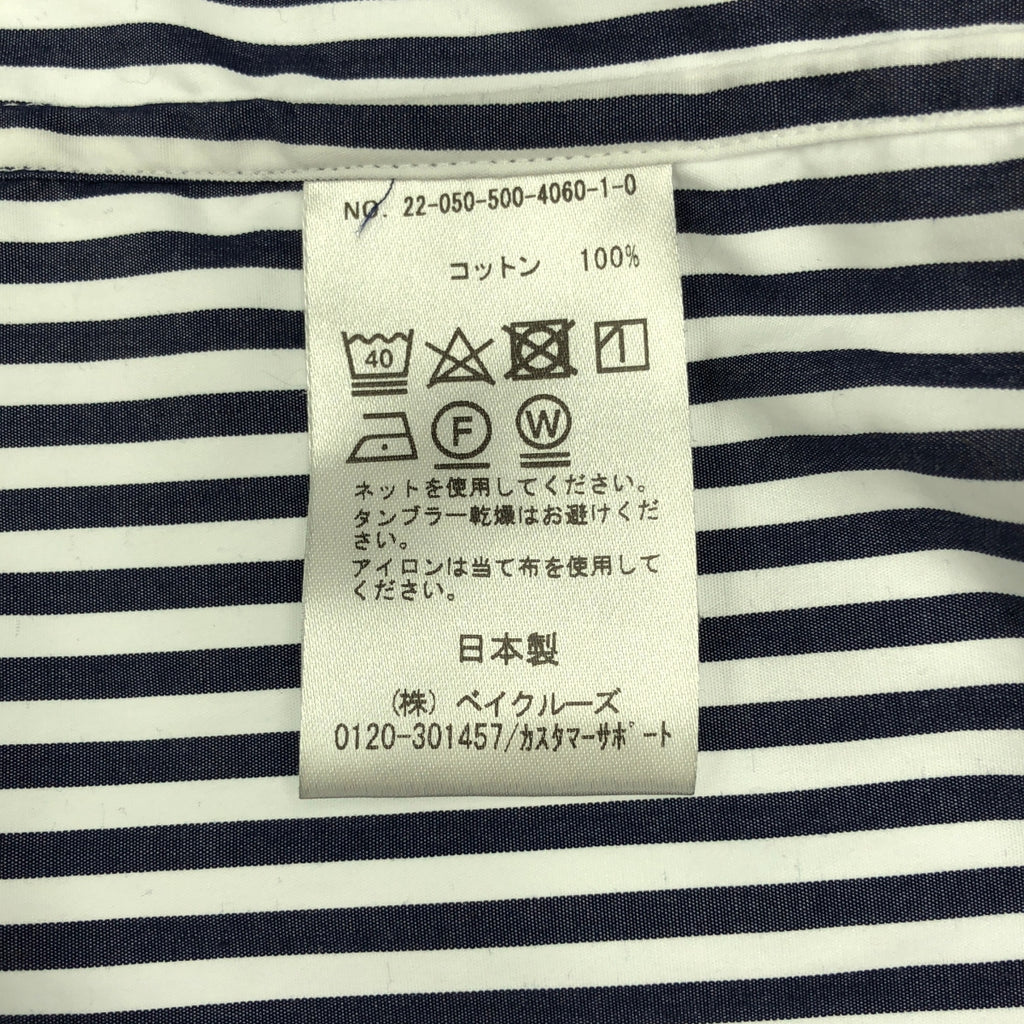 NO. 22-050-500-4060-1-0
コットン 100%
40
F W
ネットを使用してください。
タンブラー乾燥はお避けくだ
さい。
アイロンは当て布を使用して
ください。
日本製
(株) ベイクルーズ
0120-301457/カスタマーサポート